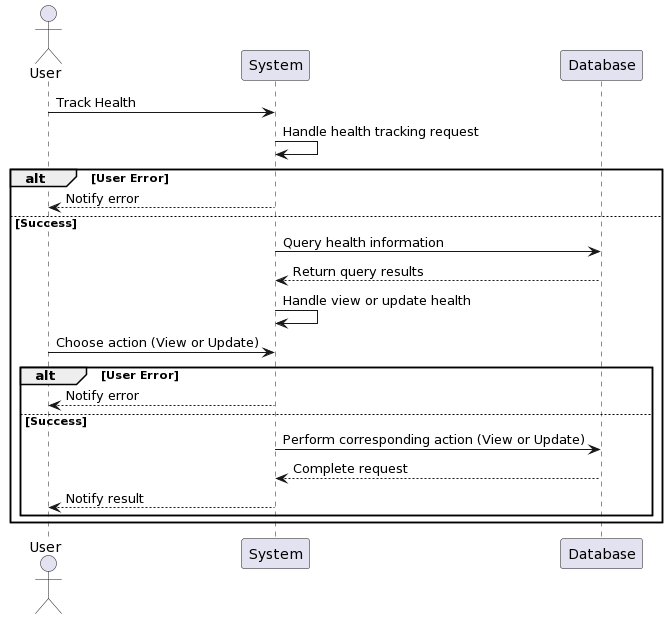 User
System
Database
Track Health
Handle health tracking request
alt
[User Error]
Notify error
[Success]
Query health information
Return query results
Handle view or update health
Choose action (View or Update)
alt
[User Error]
Notify error
[Success]
Perform corresponding action (View or Update)
Complete request
Notify result
User
System
Database